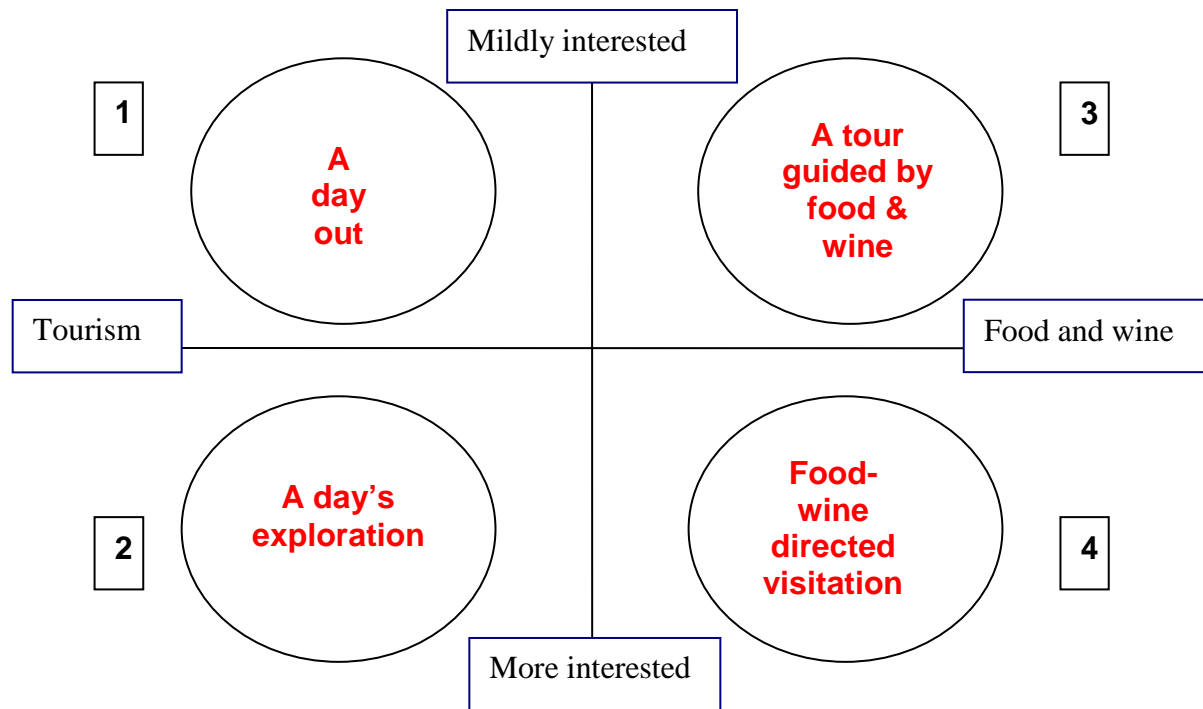 Mildly interested
1
A
day
out
A tour
guided by
food &
wine
3
Tourism
Food and wine
2
A day’s
exploration
Food-
wine
directed
visitation
4
More interested